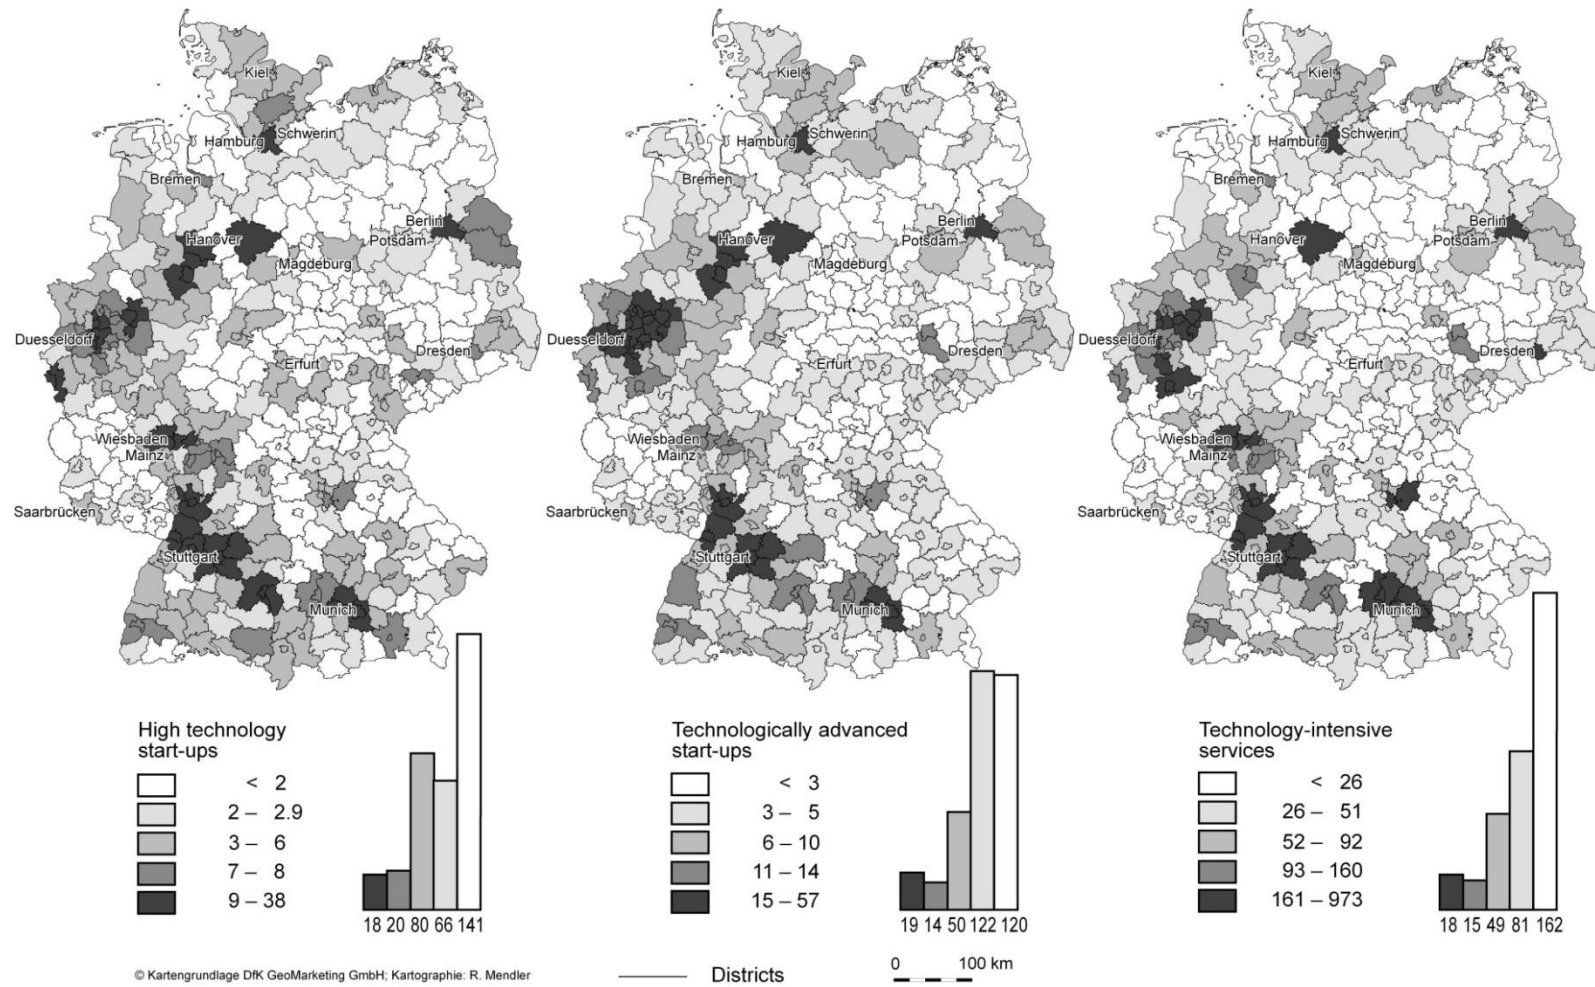 Kiel
Schwerin
Hamburg
Bremen
Berlin
Hanover
Potsdam
Magdeburg
Duesseldorf
Dresden
Erfurt
Wiesbaden
Mainz
Saarbrücken
Stuttgart
Munich
High technology
start-ups
< 2
2 – 2.9
3 – 6
7 – 8
9 – 38
18 20 80 66 141
Kiel
Schwerin
Hamburg
Bremen
Berlin
Hanover
Potsdam
Magdeburg
Duesseldorf
Dresden
Erfurt
Wiesbaden
Mainz
Saarbrücken
Stuttgart
Munich
Technologically advanced
start-ups
< 3
3 – 5
6 – 10
11 – 14
15 – 57
19 14 50 122 120
Kiel
Schwerin
Hamburg
Bremen
Berlin
Hanover
Potsdam
Magdeburg
Duesseldorf
Dresden
Erfurt
Wiesbaden
Mainz
Saarbrücken
Stuttgart
Munich
Technology-intensive
services
< 26
26 – 51
52 – 92
93 – 160
161 – 973
18 15 49 81 162
© Kartengrundlage DfK GeoMarketing GmbH; Kartographie: R. Mendler
Districts
0 100 km